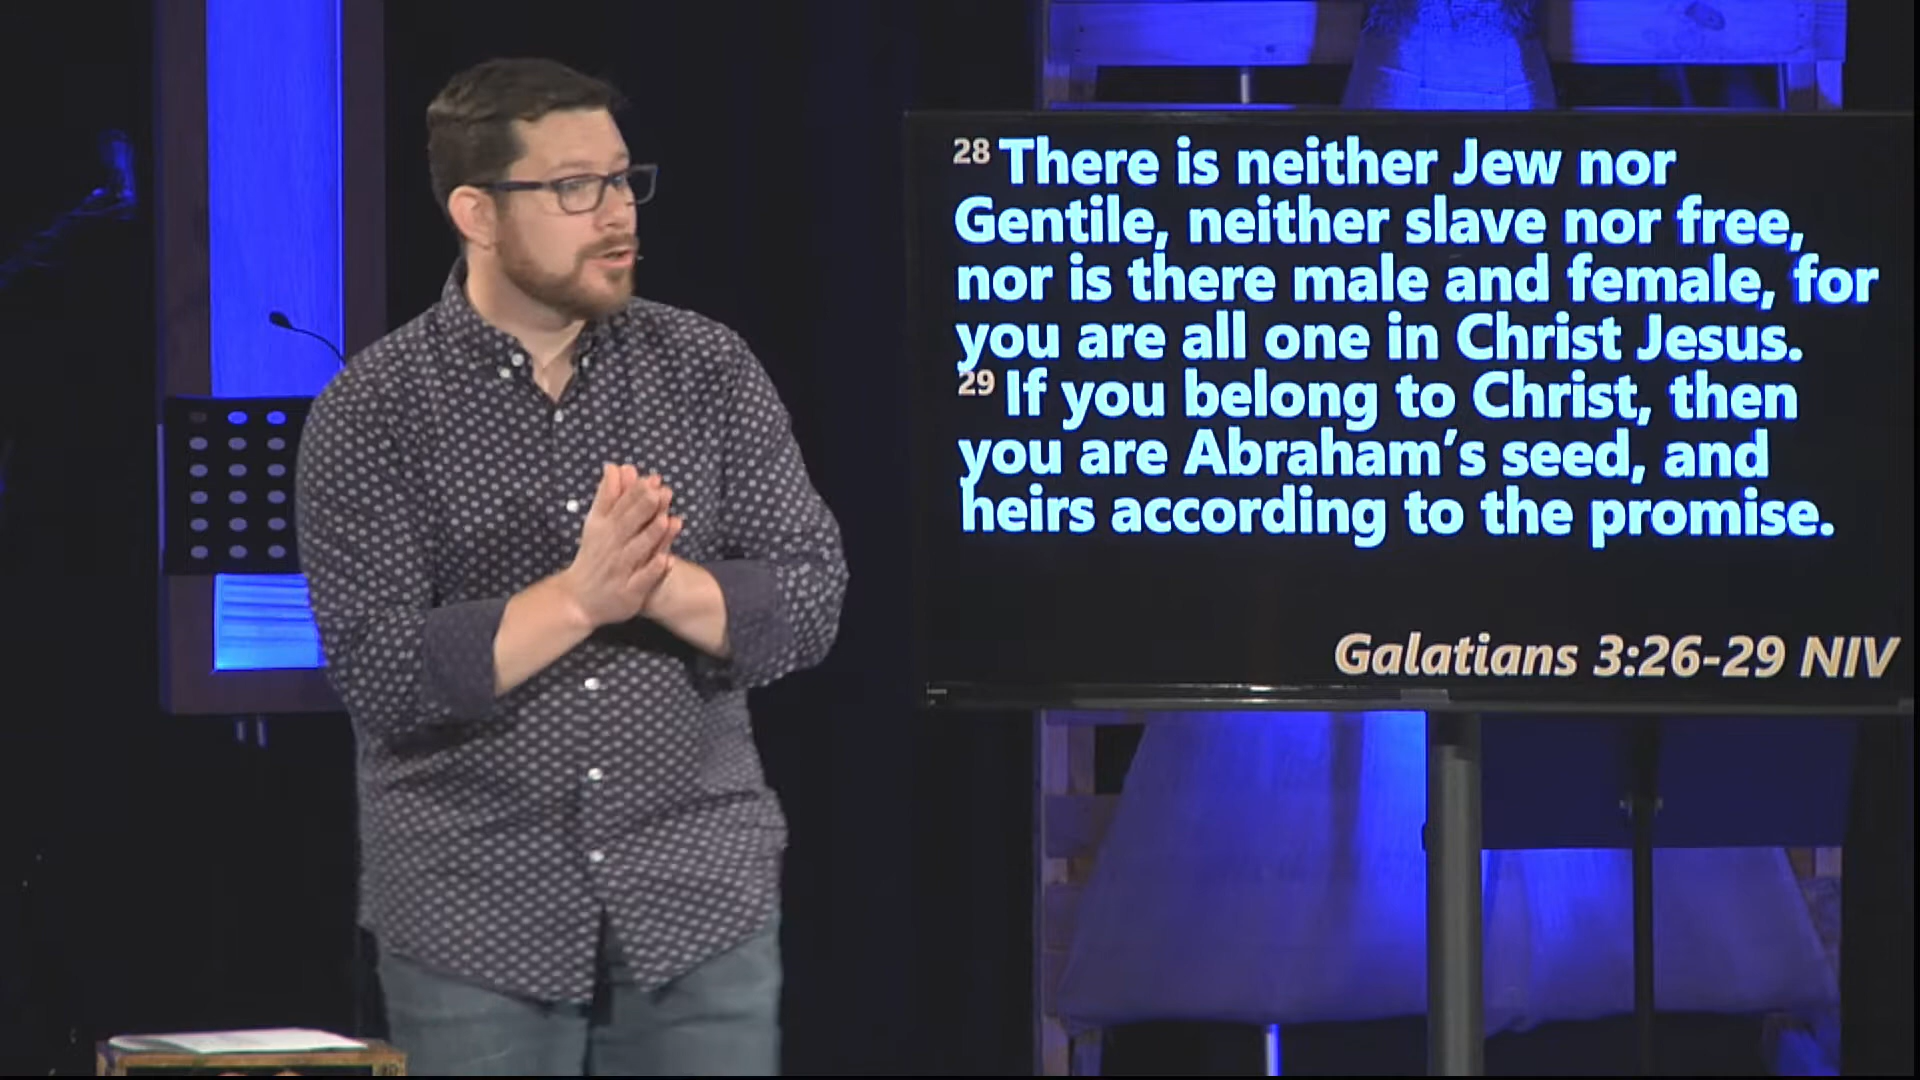 28 There is neither Jew nor
Gentile, neither slave nor free,
nor is there male and female, for
you are all one in Christ Jesus.
29 If you belong to Christ, then
you are Abraham’s seed, and
heirs according to the promise.
Galatians 3:26-29 NIV